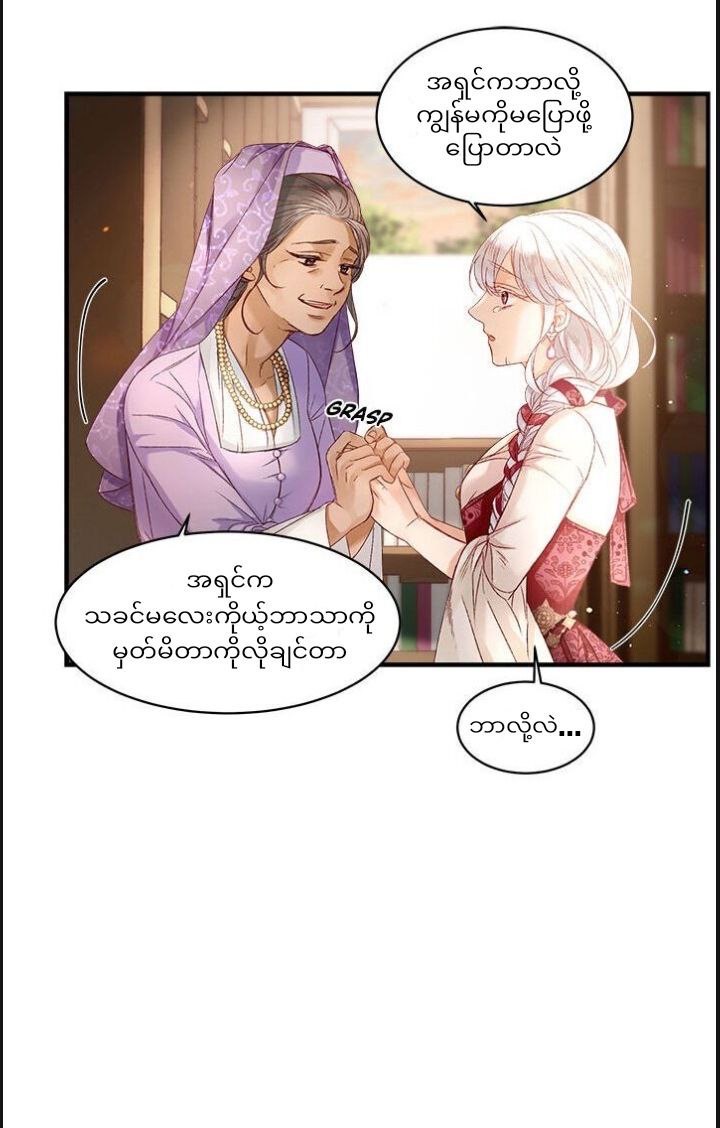 အရှင်ကဘာလို့
ကျွန်မကိုမပြောဖို့
ပြောတာလဲ
GRASP
အရှင်က
သခင်မလေးကိုယ့်ဘာသာကို
မှတ်မိတာကိုလိုချင်တာ
ဘာလို့လဲ...